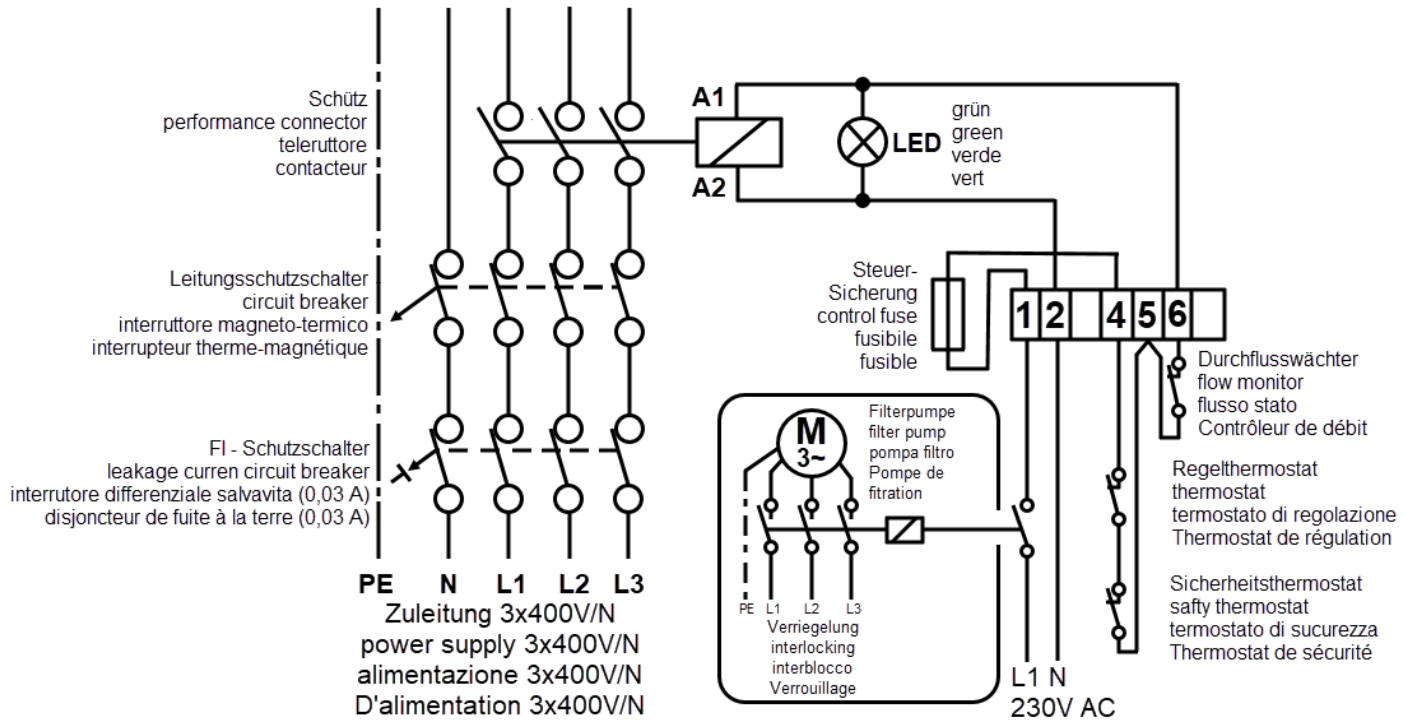 Schütz
performance connector
teleruttore
contacteur
A1
A2
LED
grün
green
verde
vert
Leitungsschutzschalter
circuit breaker
interruttore magneto-termico
interrupteur therme-magnétique
Steuer-
Sicherung
control fuse
fusibile
fusible
1 2 4 5 6
Durchflusswächter
flow monitor
flusso stato
Contrôleur de débit
FI - Schutzschalter
leakage curren circuit breaker
interrutore differenziale salvavita (0,03 A)
disjoncteur de fuite à la terre (0,03 A)
M
3~
Filterpumpe
filter pump
pompa filtro
Pompe de
fitration
Regelthermostat
thermostat
termostato di regolazione
Thermostat de régulation
Sicherheitsthermostat
safty thermostat
termostato di sucurezza
Thermostat de sécurité
PE N L1 L2 L3
Zuleitung 3x400V/N
power supply 3x400V/N
alimentazione 3x400V/N
D'alimentation 3x400V/N
PE L1 L2 L3
Verriegelung
interlocking
interblocco
Verrouillage
L1 N
230V AC